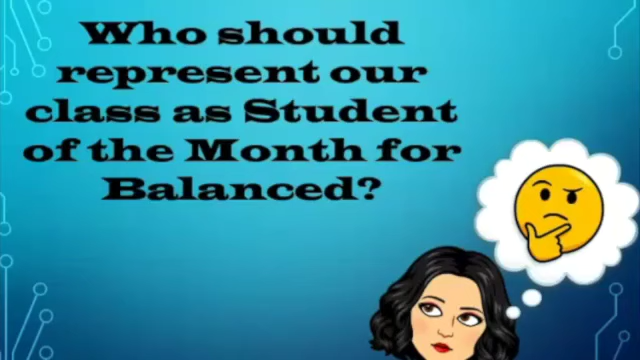 Who should
represent our
class as Student
of the Month for
Balanced?